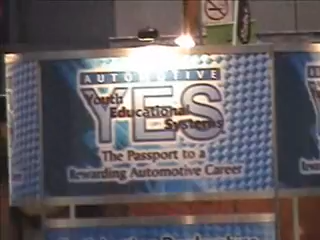 AUTOMOTIVE
YES
Youth
Educational
Systems
The Passport to a
Rewarding Automotive Career